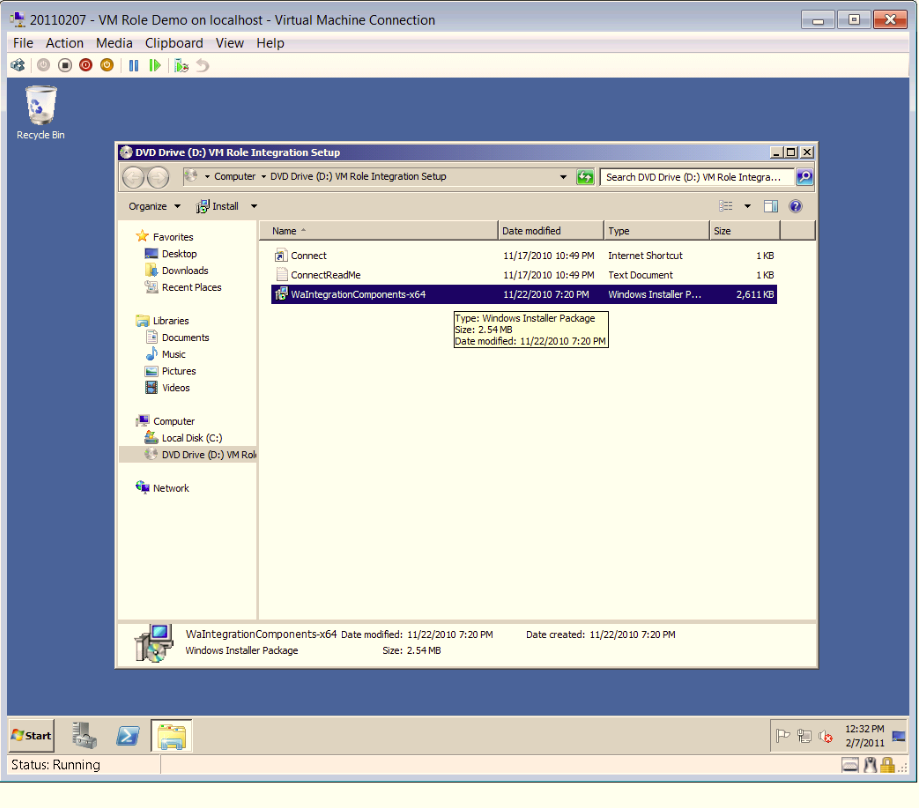 20110207 - VM Role Demo on localhost - Virtual Machine Connection
File Action Media Clipboard View Help
Recycle Bin
DVD Drive (D:) VM Role Integration Setup
Computer DVD Drive (D:) VM Role Integration Setup
Search DVD Drive (D:) VM Role Integra...
Organize Install
Name Date modified Type Size
Favorites
Desktop
Downloads
Recent Places
Libraries
Documents
Music
Pictures
Videos
Computer
Local Disk (C:)
DVD Drive (D:) VM Role
Network
Connect 11/17/2010 10:49 PM Internet Shortcut 1 KB
ConnectReadMe 11/17/2010 10:49 PM Text Document 1 KB
WaIntegrationComponents-x64 11/22/2010 7:20 PM Windows Installer P... 2,611 KB
Type: Windows Installer Package
Size: 2.54 MB
Date modified: 11/22/2010 7:20 PM
WaIntegrationComponents-x64 Date modified: 11/22/2010 7:20 PM Date created: 11/22/2010 7:20 PM
Windows Installer Package Size: 2.54 MB
Start
12:32 PM
2/7/2011
Status: Running